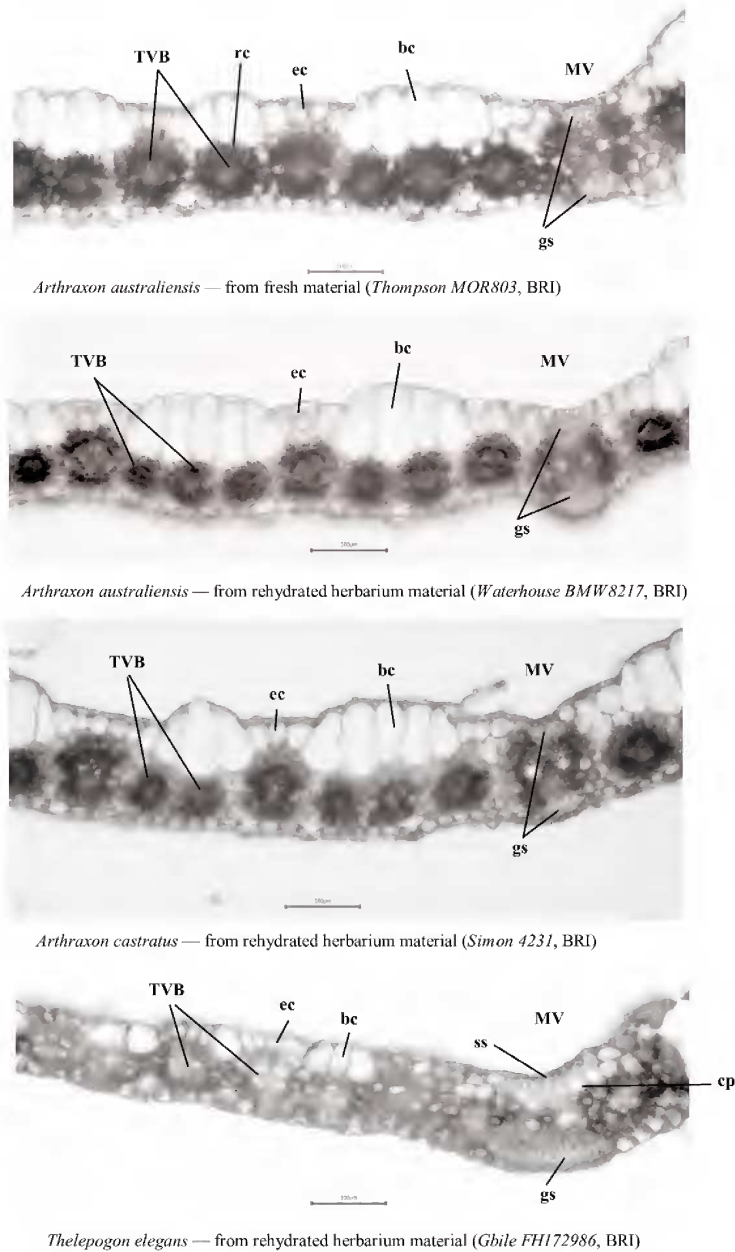 TVB rc ec bc MV
gs
Arthraxon australiensis — from fresh material (Thompson MOR803, BRI)
TVB ec bc MV
gs
Arthraxon australiensis — from rehydrated herbarium material (Waterhouse BMW8217, BRI)
TVB ec bc MV
gs
Arthraxon castratus — from rehydrated herbarium material (Simon 4231, BRI)
TVB ec bc ss MV
cp
gs
Thelepogon elegans — from rehydrated herbarium material (Gbile FH172986, BRI)